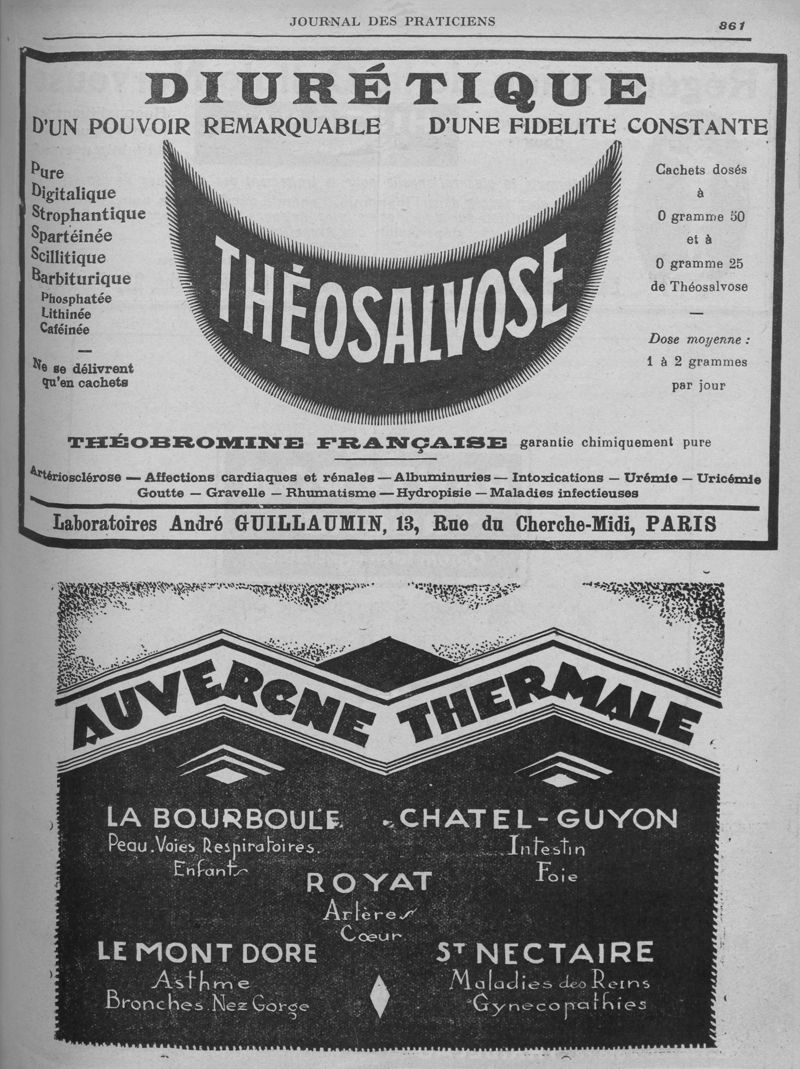 JOURNAL DES PRATICIENS
861
DIURÉTIQUE
D'UN POUVOIR REMARQUABLE D'UNE FIDELITÉ CONSTANTE
Pure
Digitalique
Strophantique
Spartéinée
Scillitique
Barbiturique
Phosphatée
Lithinée
Caféinée
Ne se délivrent
qu'en cachets
THÉOSALVOSE
Cachets dosés
à
0 gramme 50
et à
0 gramme 25
de Théosalvose
Dose moyenne :
1 à 2 grammes
par jour
THÉOBROMINE FRANÇAISE garantie chimiquement pure
Artériosclérose — Affections cardiaques et rénales — Albuminuries — Intoxications — Urémie — Uricémie
Goutte — Gravelle — Rhumatisme — Hydropisie — Maladies infectieuses
Laboratoires André GUILLAUMIN, 13, Rue du Cherche-Midi, PARIS
AUVERGNE THERMALE
LA BOURBOULE
Peau. Voies Respiratoires.
Enfants
CHATEL-GUYON
Intestin
Foie
ROYAT
Artères
Cœur
LE MONT DORE
Asthme
Bronches. Nez Gorge
ST NECTAIRE
Maladies des Reins
Gynecopathies